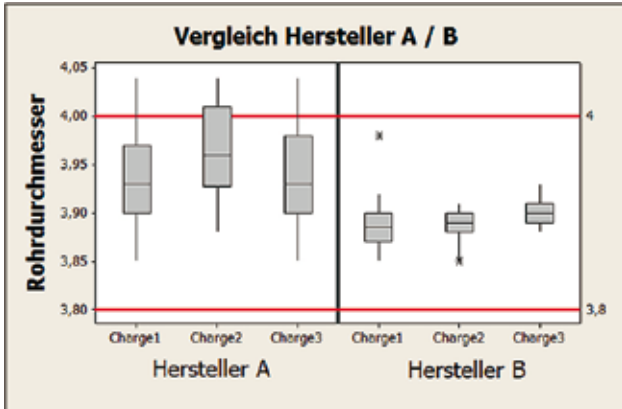 Vergleich Hersteller A / B
Rohrdurchmesser
4,05
4,00
3,95
3,90
3,85
3,80
4
3,8
Charge1 Charge2 Charge3 Charge1 Charge2 Charge3
Hersteller A Hersteller B